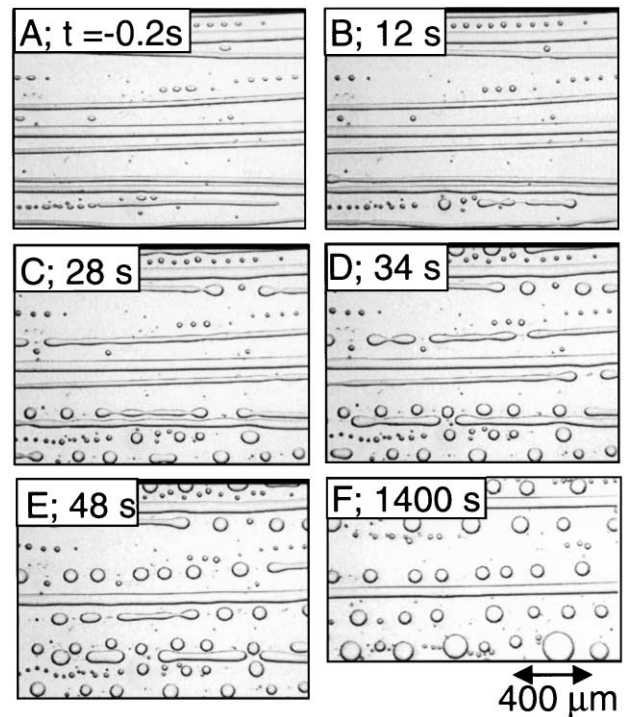 A; t =-0.2s
B; 12 s
C; 28 s
D; 34 s
E; 48 s
F; 1400 s
400 μm